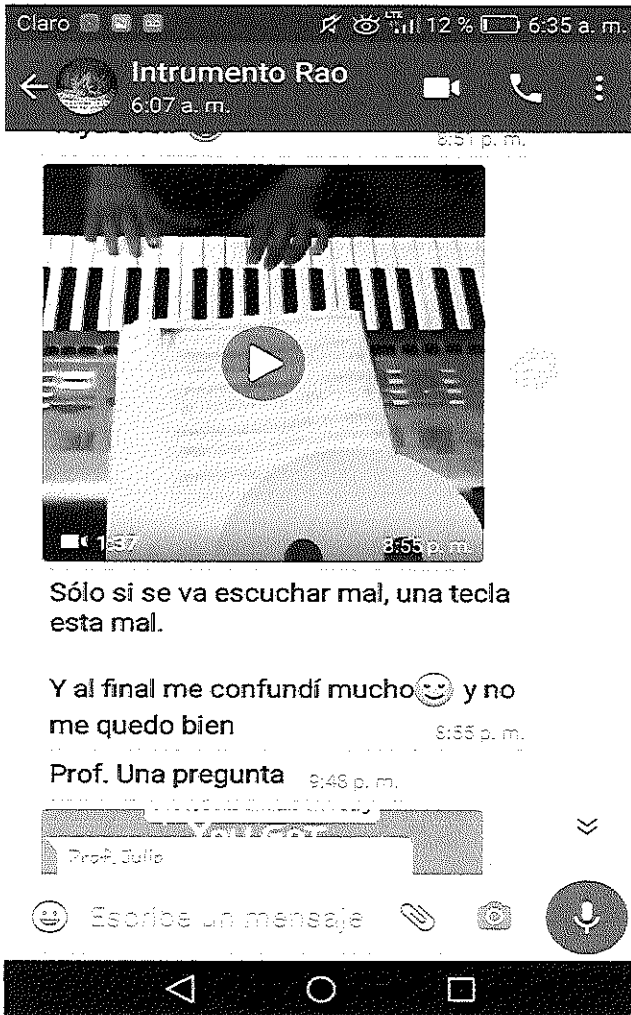 Claro 12 % 6:35 a. m.
Intrumento Rao
6:07 a. m.
8:51 p. m.
1:37 8:55 p. m.
Sólo si se va escuchar mal, una tecla
esta mal.
Y al final me confundí mucho y no
me quedo bien 8:55 p. m.
Prof. Una pregunta 9:48 p. m.
Prof. Julio
Escribe un mensaje